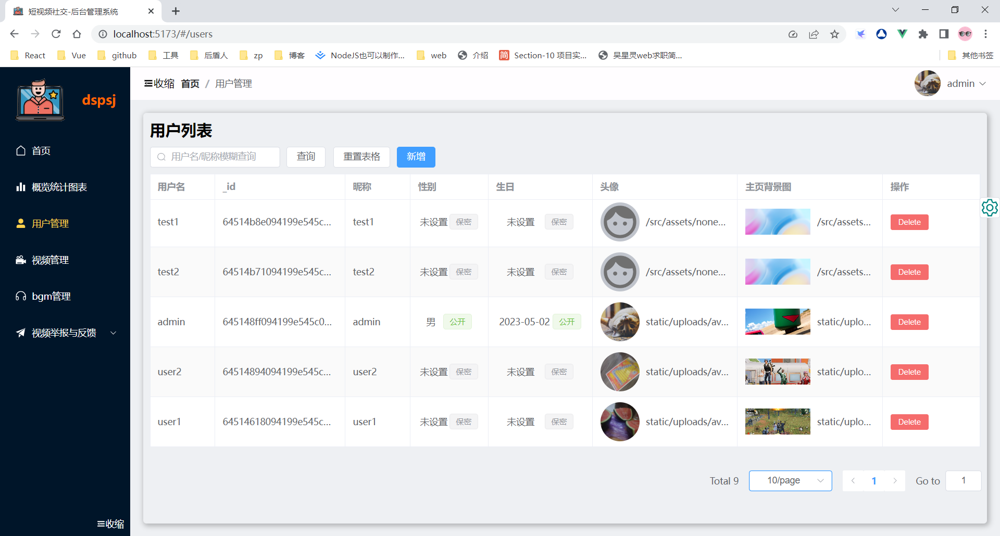 短视频社交-后台管理系统
localhost:5173/#/users
React Vue github 工具 后盾人 zp 博客 NodeJS也可以制作... web 介绍 简 Section-10 项目实... 吴星灵web求职简... 其他书签
dspsj
首页
概览统计图表
用户管理
视频管理
bgm管理
视频举报与反馈
收缩
收缩 首页 / 用户管理
admin
用户列表
用户名/昵称模糊查询 查询 重置表格 新增
用户名 _id 昵称 性别 生日 头像 主页背景图 操作
test1 64514b8e094199e545c... test1 未设置 保密 未设置 保密 /src/assets/none... /src/assets... Delete
test2 64514b71094199e545c... test2 未设置 保密 未设置 保密 /src/assets/none... /src/assets... Delete
admin 645148ff094199e545c0... admin 男 公开 2023-05-02 公开 static/uploads/av... static/uplo... Delete
user2 64514894094199e545c... user2 未设置 保密 未设置 保密 static/uploads/av... static/uplo... Delete
user1 64514618094199e545c... user1 未设置 保密 未设置 保密 static/uploads/av... static/uplo... Delete
Total 9 10/page 1 Go to 1